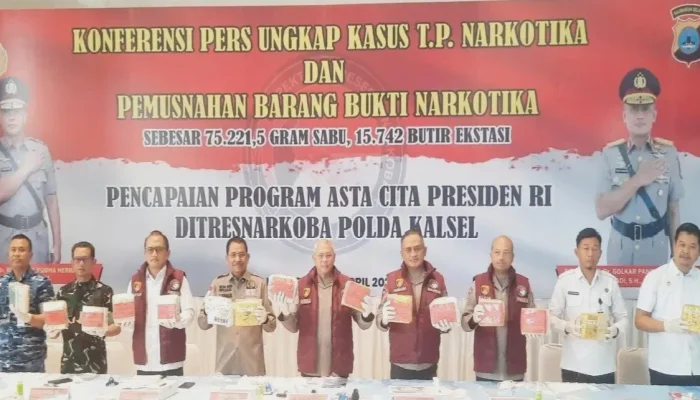 KONFERENSI PERS UNGKAP KASUS T.P. NARKOTIKA
DAN
PEMUSNAHAN BARANG BUKTI NARKOTIKA
SEBESAR 75.221,5 GRAM SABU, 15.742 BUTIR EKSTASI
PENCAPAIAN PROGRAM ASTA CITA PRESIDEN RI
DITRESNARKOBA POLDA KALSEL